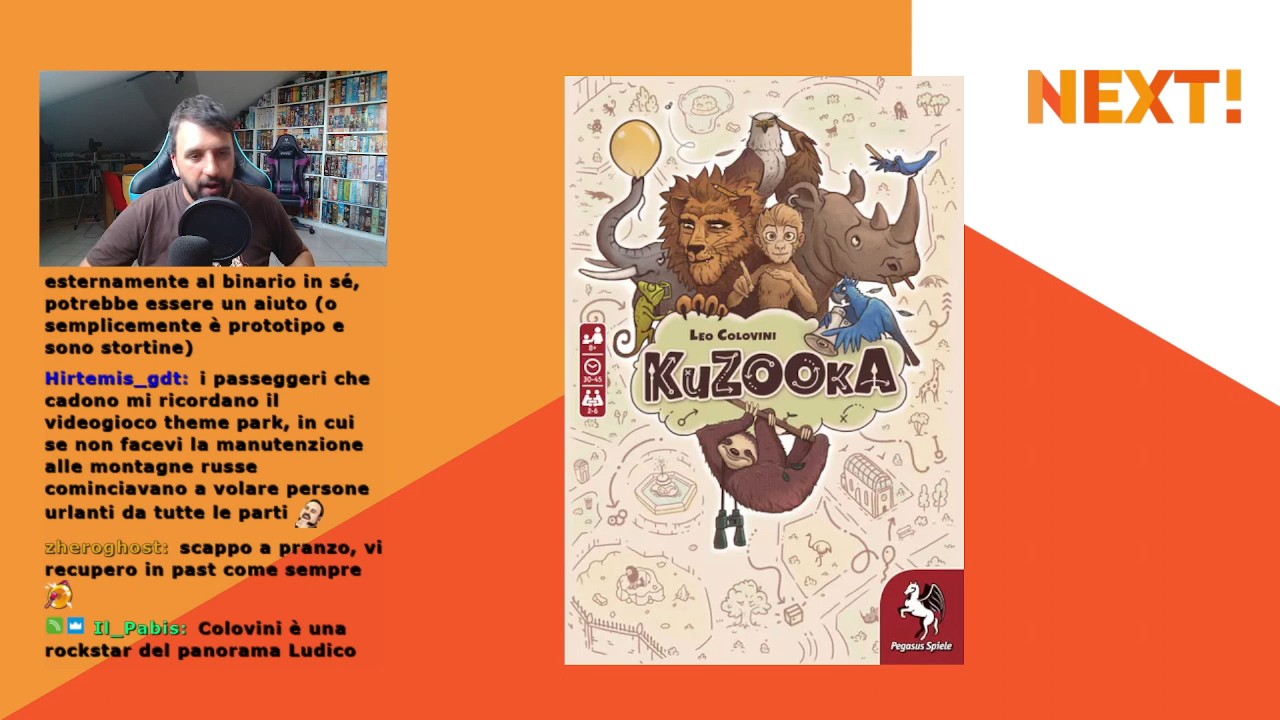 NEXT!
esternamente al binario in sé,
potrebbe essere un aiuto (o
semplicemente è prototipo e
sono stortine)
Hirtemis_gdt: i passeggeri che
cadono mi ricordano il
videogioco theme park, in cui
se non facevi la manutenzione
alle montagne russe
cominciavano a volare persone
urlanti da tutte le parti
zheroghost: scappo a pranzo, vi
recupero in past come sempre
Il_Pabis: Colovini è una
rockstar del panorama Ludico
LEO COLOVINI
KuZOOkA
8+
30-45
2-6
Pegasus Spiele